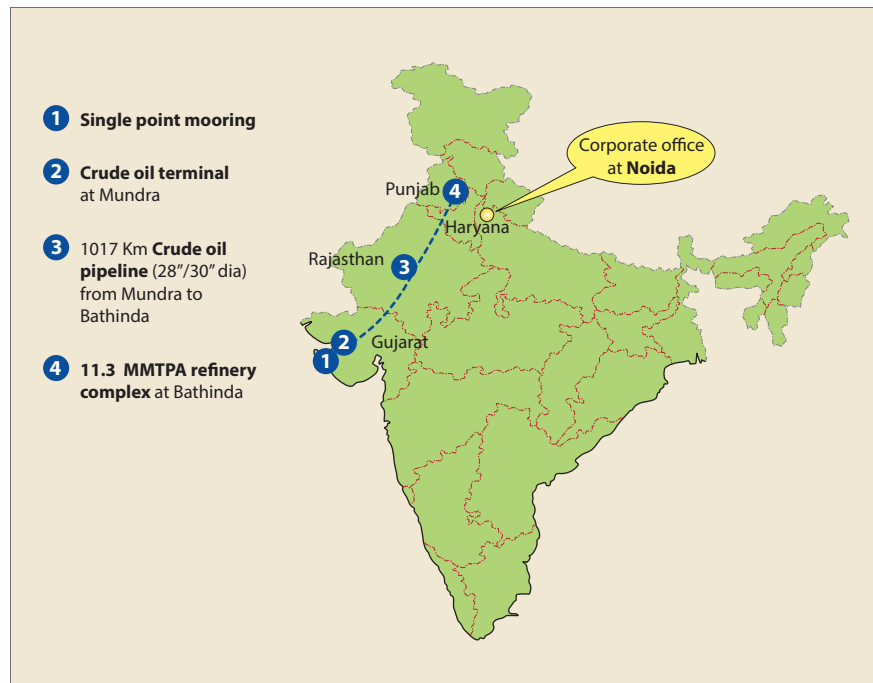 1 Single point mooring
2 Crude oil terminal
at Mundra
3 1017 Km Crude oil
pipeline (28″/30″ dia)
from Mundra to
Bathinda
4 11.3 MMTPA refinery
complex at Bathinda
Corporate office
at Noida
Punjab 4
Haryana
Rajasthan 3
2 Gujarat
1